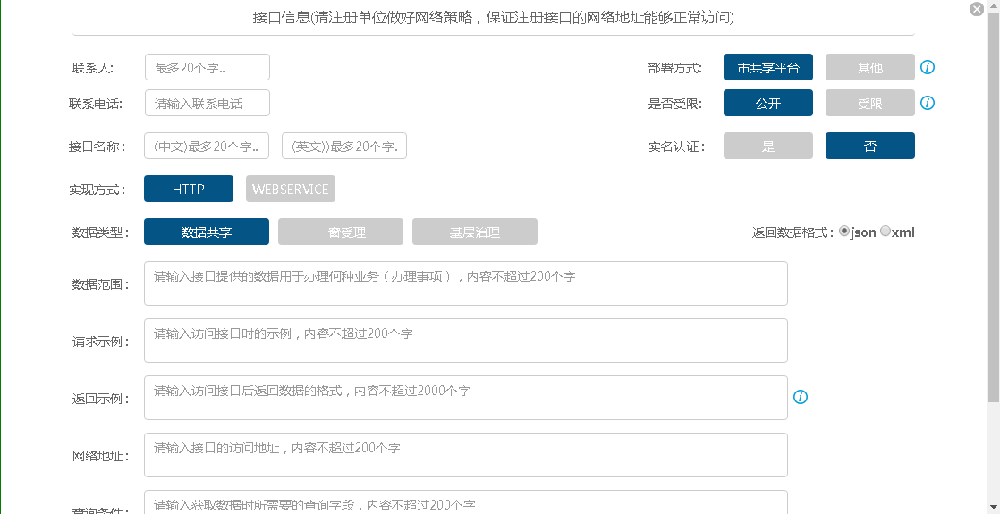 接口信息(请注册单位做好网络策略，保证注册接口的网络地址能够正常访问)
联系人: 最多20个字.. 部署方式: 市共享平台 其他
联系电话: 请输入联系电话 是否受限: 公开 受限
接口名称: (中文)最多20个字.. (英文))最多20个字. 实名认证: 是 否
实现方式: HTTP WEBSERVICE
数据类型: 数据共享 一窗受理 基层治理 返回数据格式: json xml
数据范围: 请输入接口提供的数据用于办理何种业务（办理事项），内容不超过200个字
请求示例: 请输入访问接口时的示例，内容不超过200个字
返回示例: 请输入访问接口后返回数据的格式，内容不超过2000个字
网络地址: 请输入接口的访问地址，内容不超过200个字
查询条件: 请输入获取数据时所需要的查询字段，内容不超过200个字